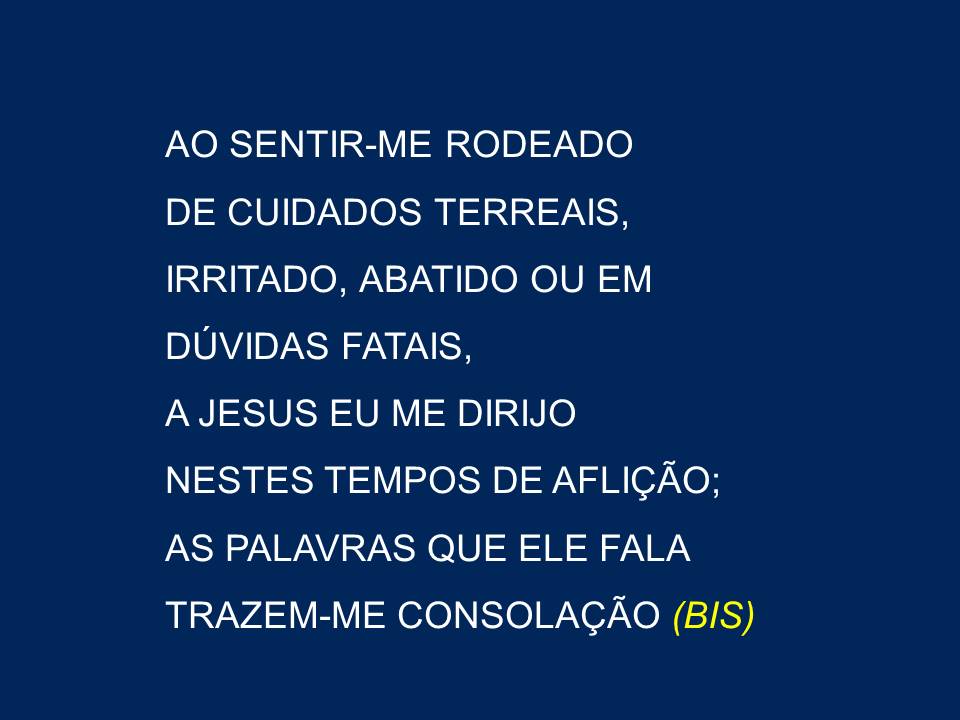 AO SENTIR-ME RODEADO
DE CUIDADOS TERREAIS,
IRRITADO, ABATIDO OU EM
DÚVIDAS FATAIS,
A JESUS EU ME DIRIJO
NESTES TEMPOS DE AFLIÇÃO;
AS PALAVRAS QUE ELE FALA
TRAZEM-ME CONSOLAÇÃO (BIS)